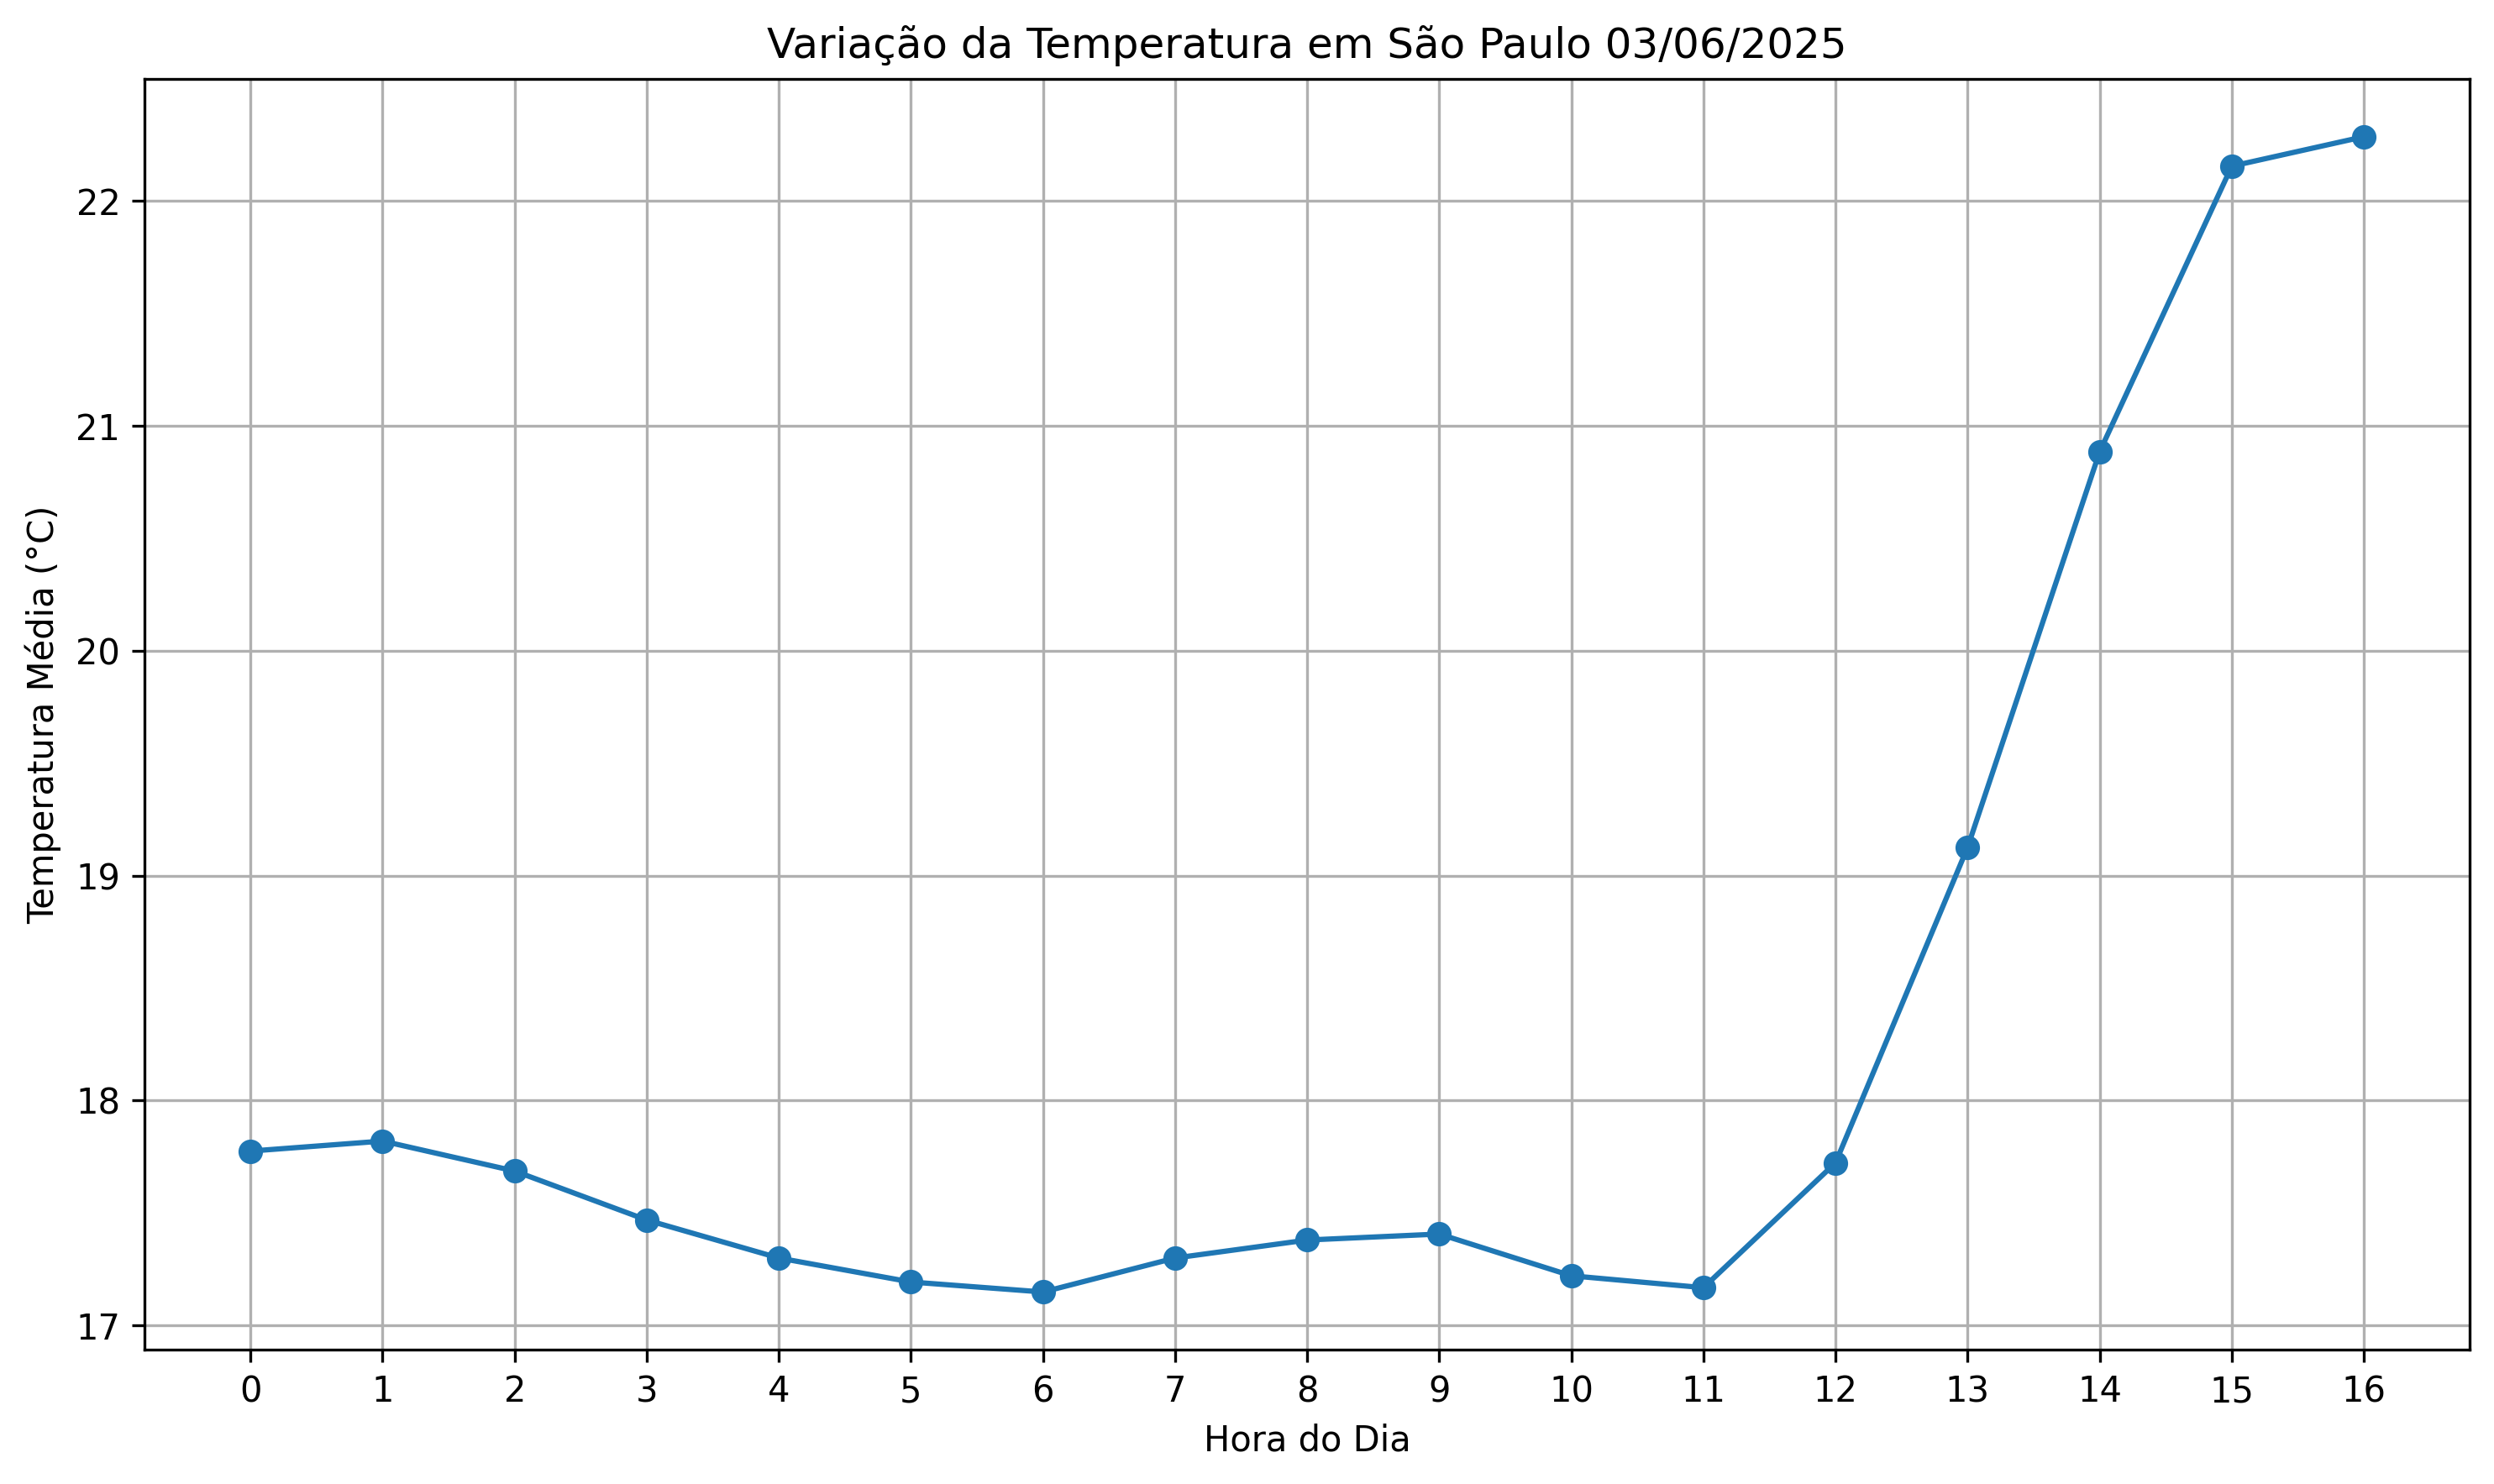 Variação da Temperatura em São Paulo 03/06/2025
Temperatura Média (°C)
22
21
20
19
18
17
0 1 2 3 4 5 6 7 8 9 10 11 12 13 14 15 16
Hora do Dia